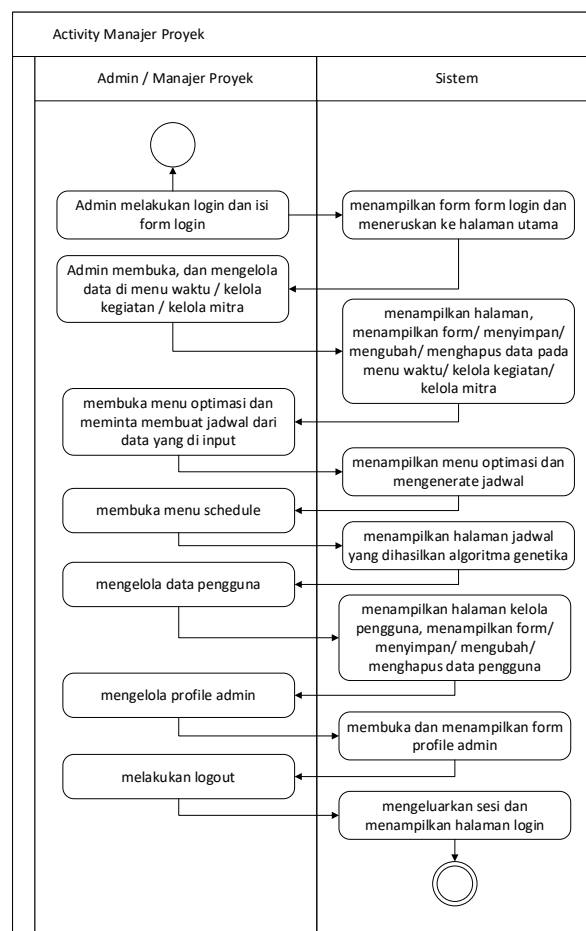 Activity Manajer Proyek
Admin / Manajer Proyek
Sistem
Admin melakukan login dan isi
form login
menampilkan form form login dan
meneruskan ke halaman utama
Admin membuka, dan mengelola
data di menu waktu / kelola
kegiatan / kelola mitra
menampilkan halaman,
menampilkan form/ menyimpan/
mengubah/ menghapus data pada
menu waktu/ kelola kegiatan/
kelola mitra
membuka menu optimasi dan
meminta membuat jadwal dari
data yang di input
menampilkan menu optimasi dan
mengenerate jadwal
membuka menu schedule
menampilkan halaman jadwal
yang dihasilkan algoritma genetika
mengelola data pengguna
menampilkan halaman kelola
pengguna, menampilkan form/
menyimpan/ mengubah/
menghapus data pengguna
mengelola profile admin
membuka dan menampilkan form
profile admin
melakukan logout
mengeluarkan sesi dan
menampilkan halaman login